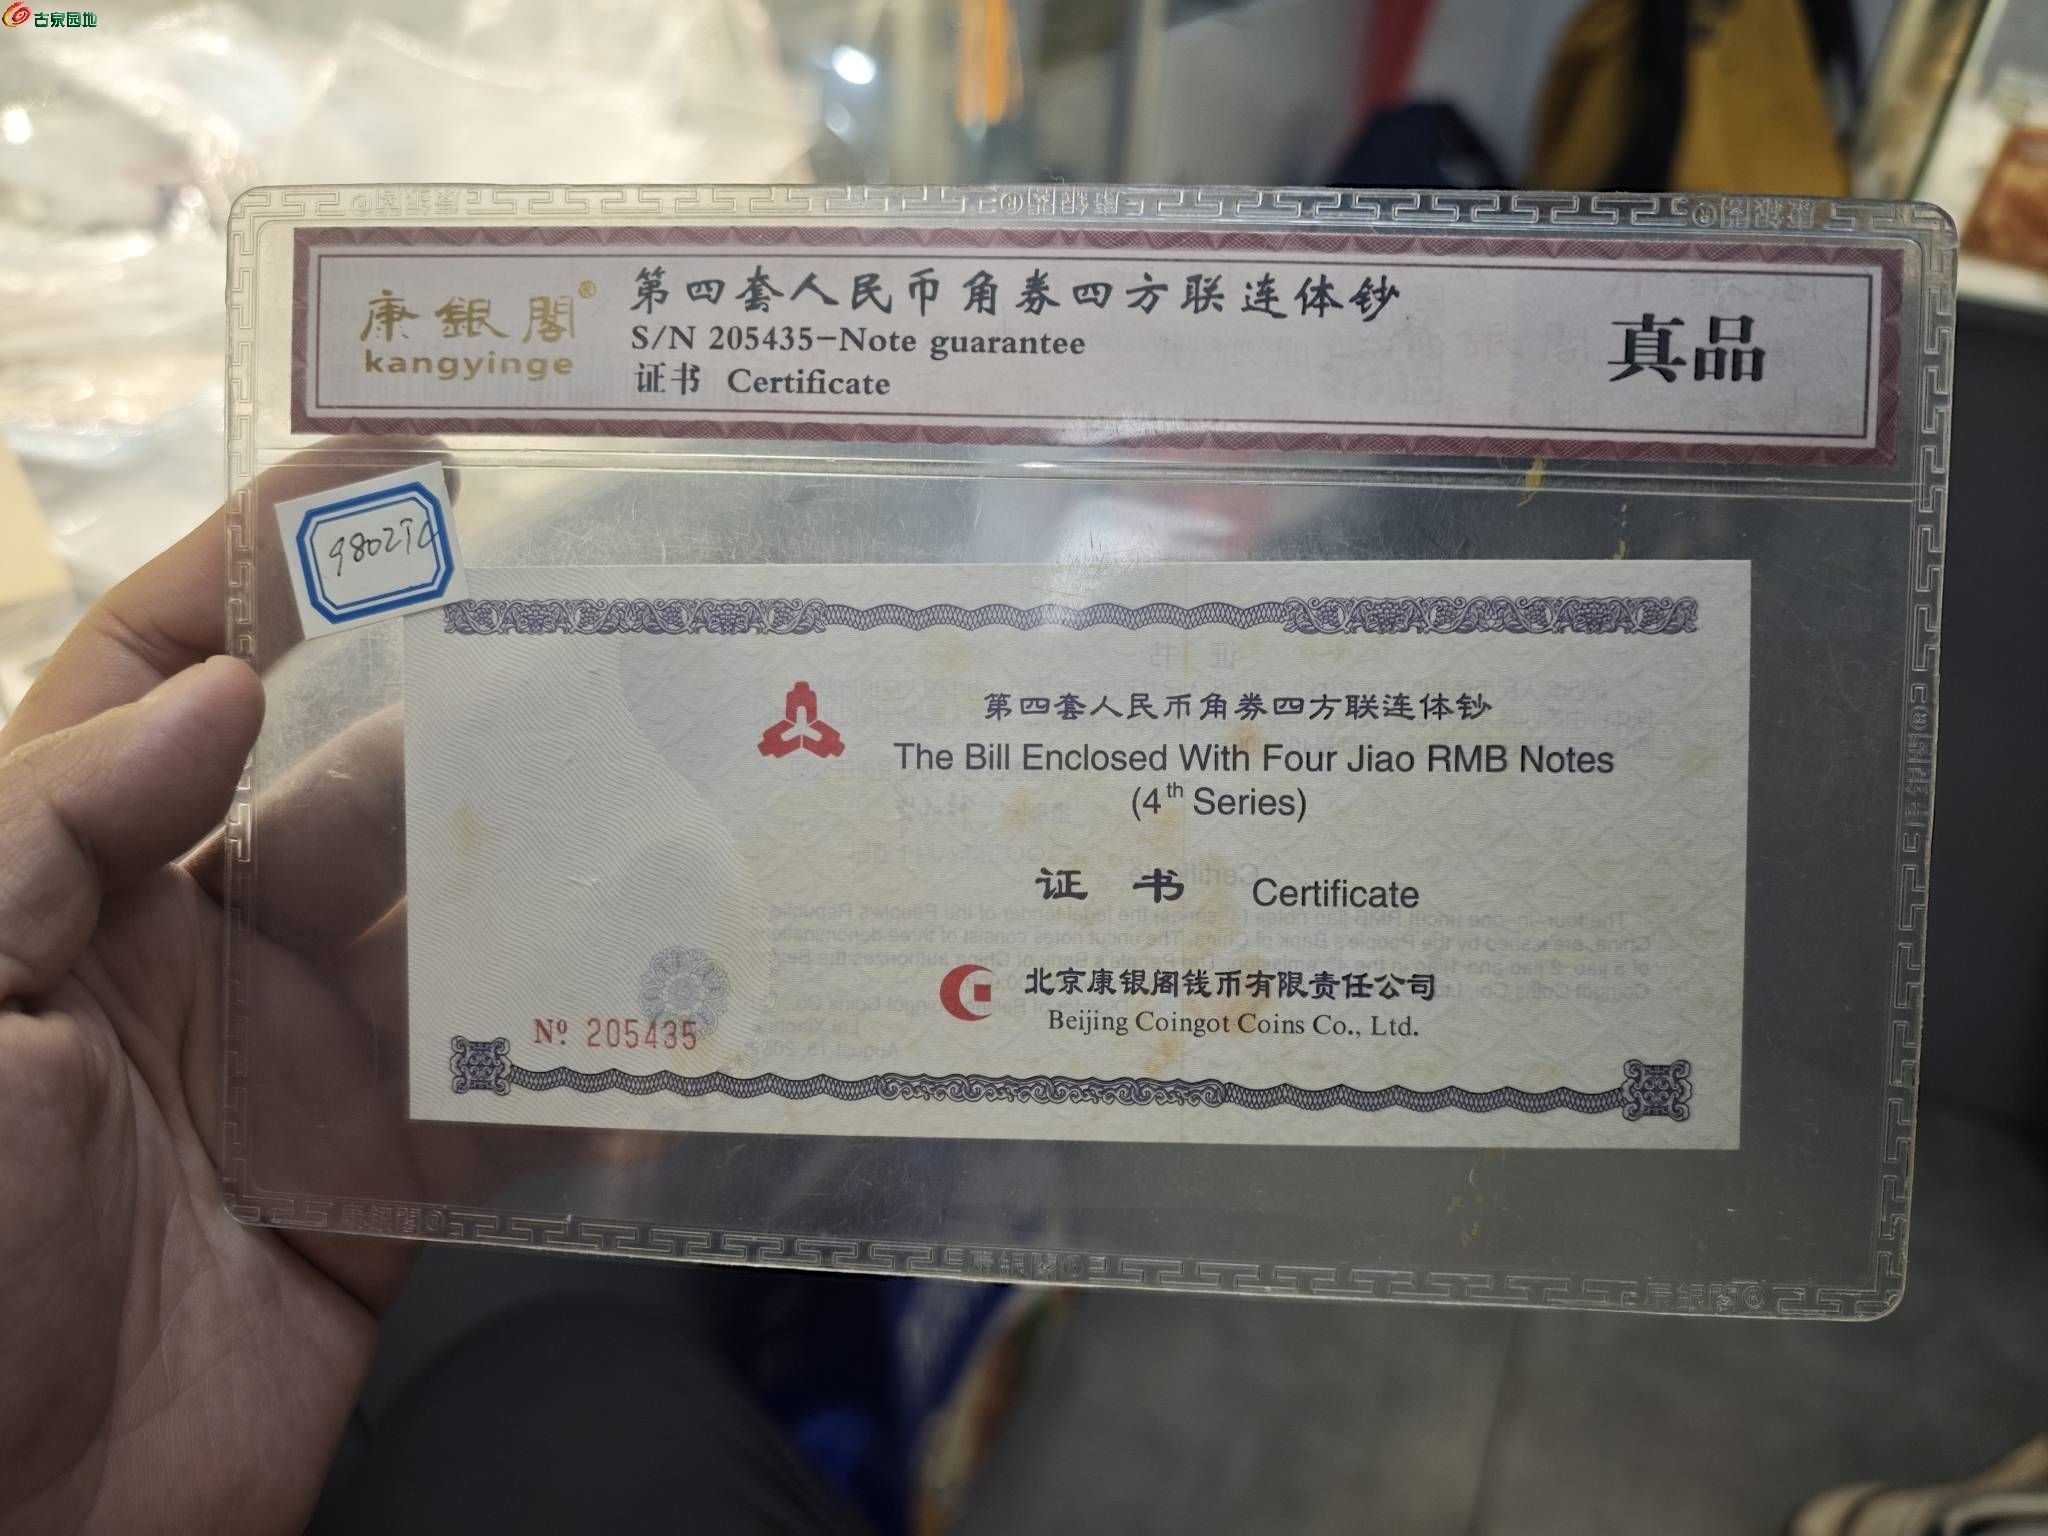 古泉园地
康銀閣®
kangyinge
第四套人民币角券四方联连体钞
S/N 205435-Note guarantee
证书 Certificate
真品
第四套人民币角券四方联连体钞
The Bill Enclosed With Four Jiao RMB Notes
(4th Series)
证 书 Certificate
北京康银阁钱币有限责任公司
Beijing Coingot Coins Co., Ltd.
Nº 205435